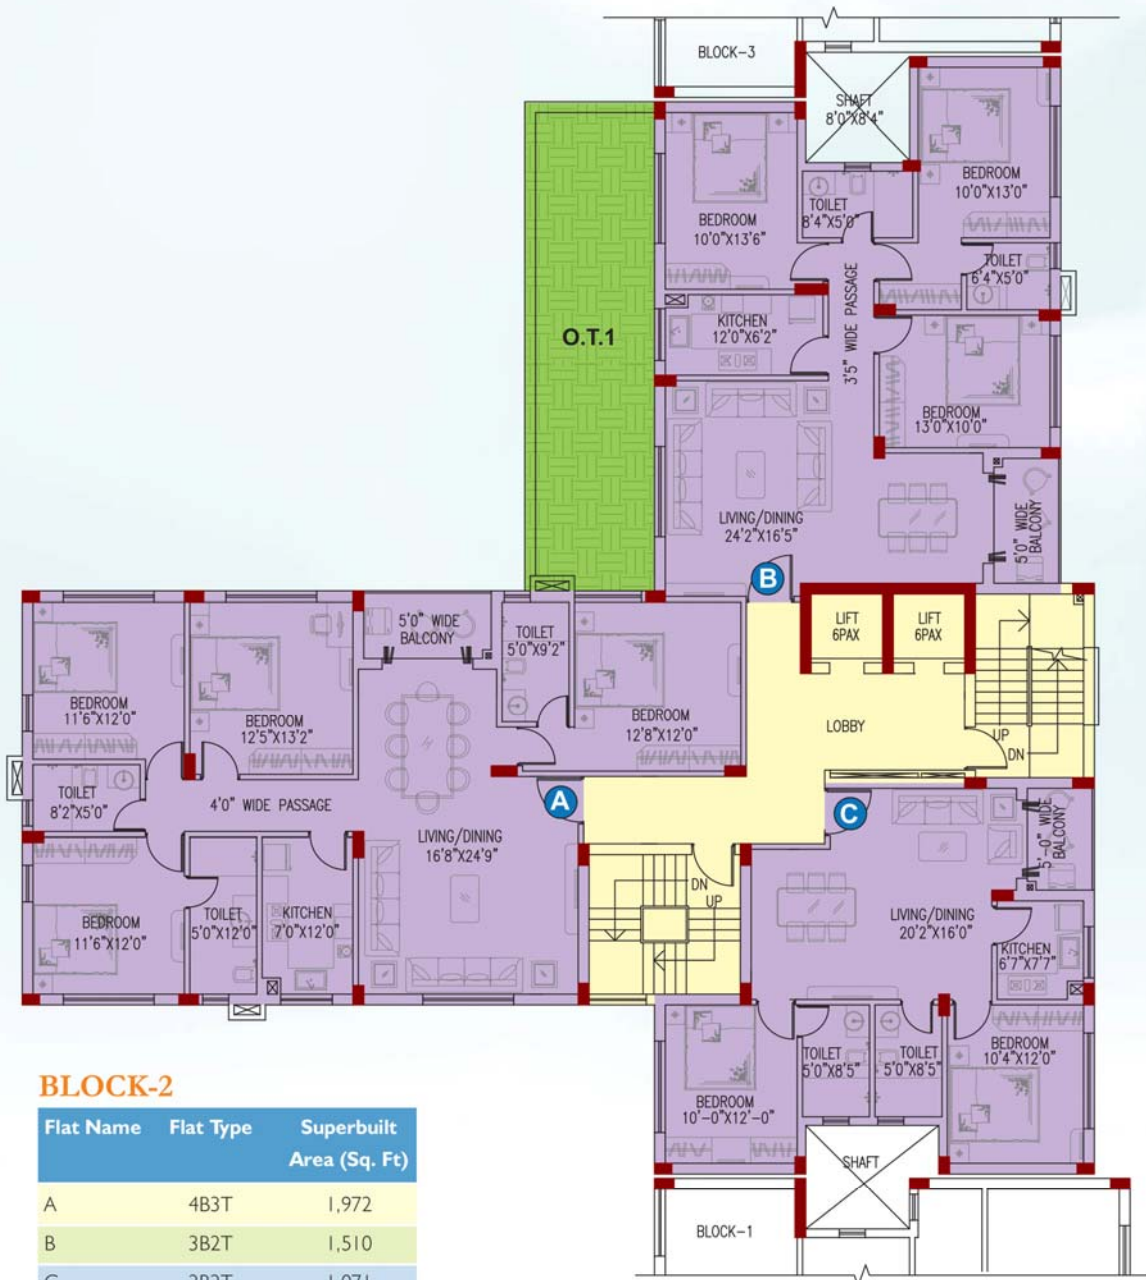 BLOCK-3
SHAFT
8'0"X8'4"
BEDROOM
10'0"X13'0"
TOILET
8'4"X5'0"
BEDROOM
10'0"X13'6"
TOILET
6'4"X5'0"
KITCHEN
12'0"X6'2"
3'5" WIDE PASSAGE
O.T.1
BEDROOM
13'0"X10'0"
LIVING/DINING
24'2"X16'5"
5'0" WIDE
BALCONY
B
LIFT
6PAX
LIFT
6PAX
5'0" WIDE
BALCONY
TOILET
5'0"X9'2"
BEDROOM
11'6"X12'0"
BEDROOM
12'5"X13'2"
BEDROOM
12'8"X12'0"
LOBBY
UP
DN
TOILET
8'2"X5'0"
4'0" WIDE PASSAGE
A
C
LIVING/DINING
16'8"X24'9"
5'-0" WIDE
BALCONY
DN
UP
BEDROOM
11'6"X12'0"
TOILET
5'0"X12'0"
KITCHEN
7'0"X12'0"
LIVING/DINING
20'2"X16'0"
KITCHEN
6'7"X7'7"
BEDROOM
10'-0"X12'-0"
TOILET
5'0"X8'5"
TOILET
5'0"X8'5"
BEDROOM
10'4"X12'0"
SHAFT
BLOCK-1
BLOCK-2
Flat Name Flat Type Superbuilt
Area (Sq. Ft)
A 4B3T 1,972
B 3B2T 1,510